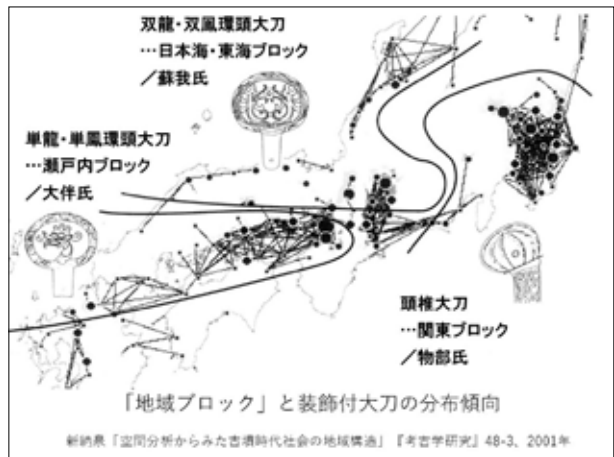 双龍・双鳳環頭大刀
…日本海・東海ブロック
／蘇我氏
単龍・単鳳環頭大刀
…瀬戸内ブロック
／大伴氏
頭椎大刀
…関東ブロック
／物部氏
「地域ブロック」と装飾付大刀の分布傾向
新納泉「空間分析からみた古墳時代社会の地域構造」『考古学研究』48-3、2001年